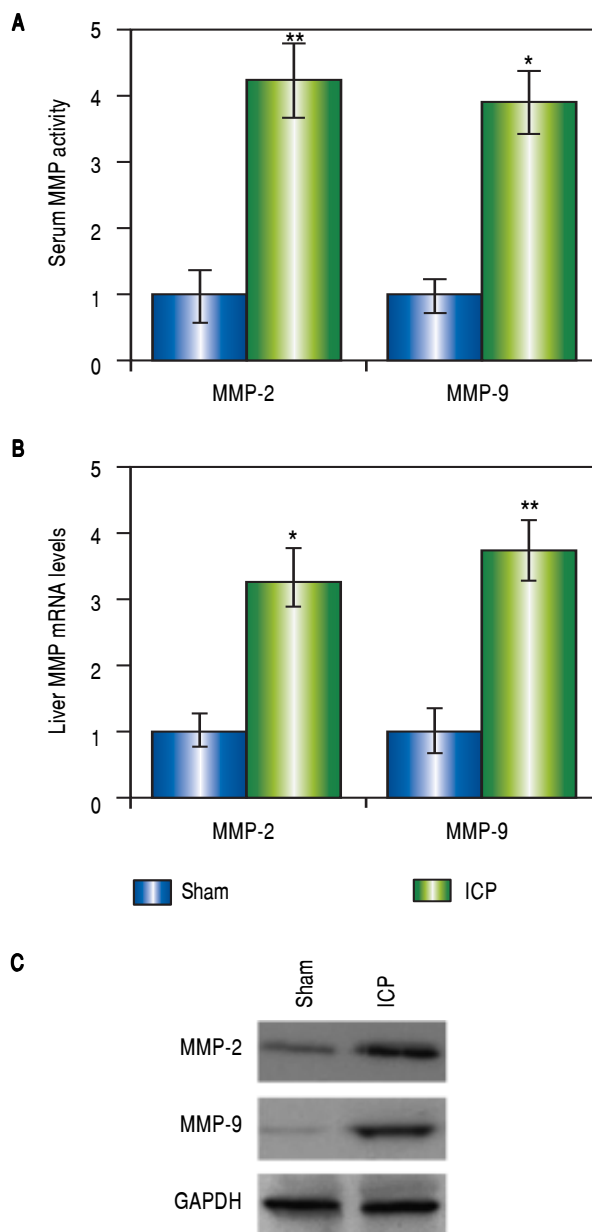 A
Serum MMP activity
5
4
3
2
1
0
**
*
MMP-2 MMP-9
B
Liver MMP mRNA levels
5
4
3
2
1
0
*
**
MMP-2 MMP-9
Sham ICP
C
Sham ICP
MMP-2
MMP-9
GAPDH